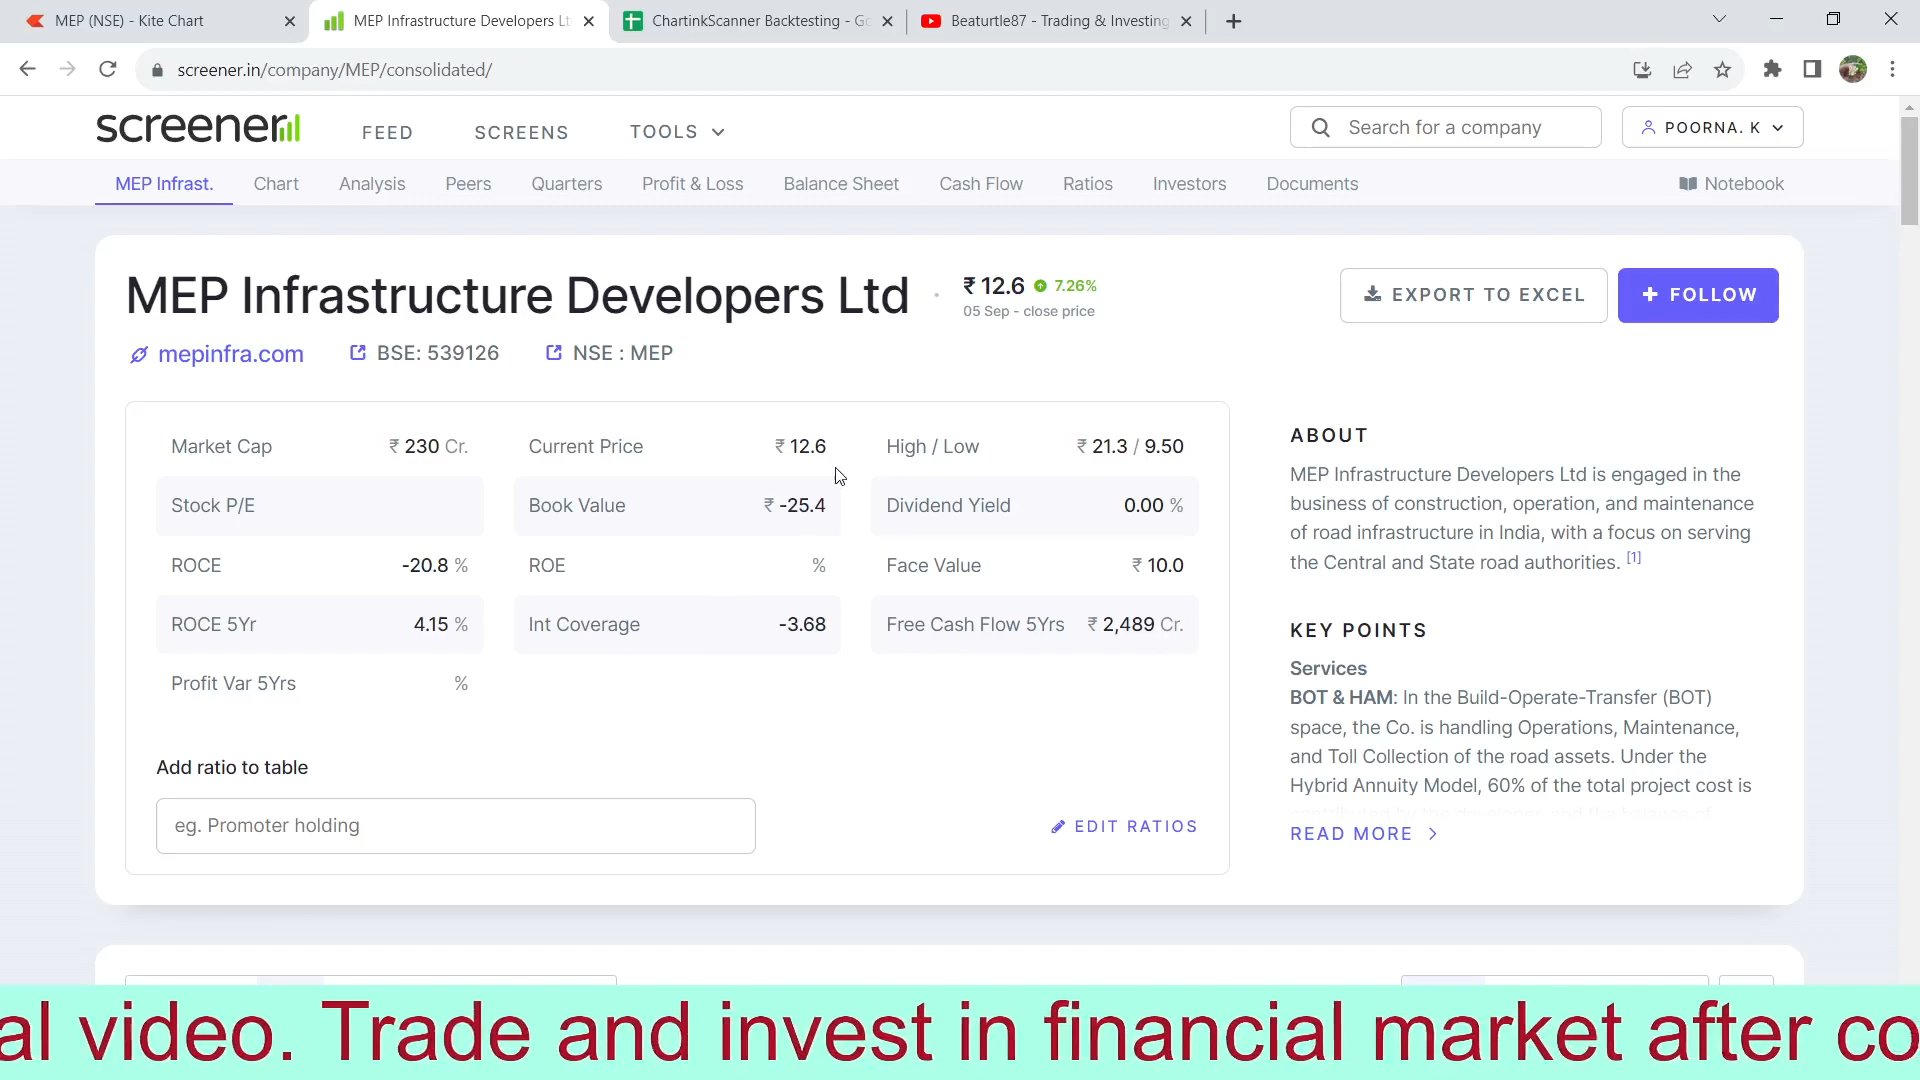 MEP (NSE) - Kite Chart
MEP Infrastructure Developers Lt
ChartinkScanner Backtesting - Go
Beaturtle87 - Trading & Investing
screener.in/company/MEP/consolidated/
screener
FEED
SCREENS
TOOLS
Search for a company
POORNA. K
MEP Infrast.
Chart
Analysis
Peers
Quarters
Profit & Loss
Balance Sheet
Cash Flow
Ratios
Investors
Documents
Notebook
MEP Infrastructure Developers Ltd
₹ 12.6 7.26%
05 Sep - close price
EXPORT TO EXCEL
FOLLOW
mepinfra.com
BSE: 539126
NSE : MEP
Market Cap ₹ 230 Cr.
Current Price ₹ 12.6
High / Low ₹ 21.3 / 9.50
Stock P/E
Book Value ₹ -25.4
Dividend Yield 0.00 %
ROCE -20.8 %
ROE %
Face Value ₹ 10.0
ROCE 5Yr 4.15 %
Int Coverage -3.68
Free Cash Flow 5Yrs ₹ 2,489 Cr.
Profit Var 5Yrs %
Add ratio to table
eg. Promoter holding
EDIT RATIOS
ABOUT
MEP Infrastructure Developers Ltd is engaged in the
business of construction, operation, and maintenance
of road infrastructure in India, with a focus on serving
the Central and State road authorities. [1]
KEY POINTS
Services
BOT & HAM: In the Build-Operate-Transfer (BOT)
space, the Co. is handling Operations, Maintenance,
and Toll Collection of the road assets. Under the
Hybrid Annuity Model, 60% of the total project cost is
READ MORE
al video. Trade and invest in financial market after co